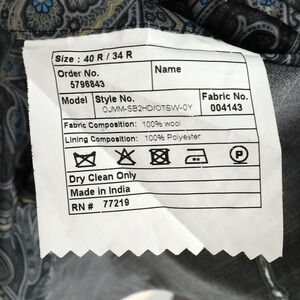 Size : 40 R / 34 R
Order No. Name
5796843
Model Style No. Fabric No.
OJMM-SB2HD/OTSW-0Y 004143
Fabric Composition: 100% wool
Lining Composition: 100% Polyester
P
Dry Clean Only
Made in India
RN # 77219